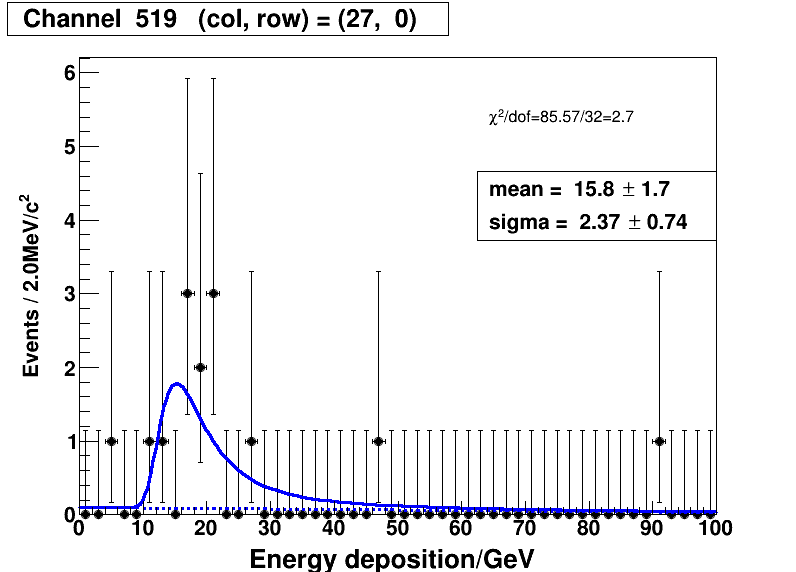 Channel 519 (col, row) = (27, 0)
χ²/dof=85.57/32=2.7
mean = 15.8 ± 1.7
sigma = 2.37 ± 0.74
Events / 2.0MeV/c²
6
5
4
3
2
1
0
0 10 20 30 40 50 60 70 80 90 100
Energy deposition/GeV